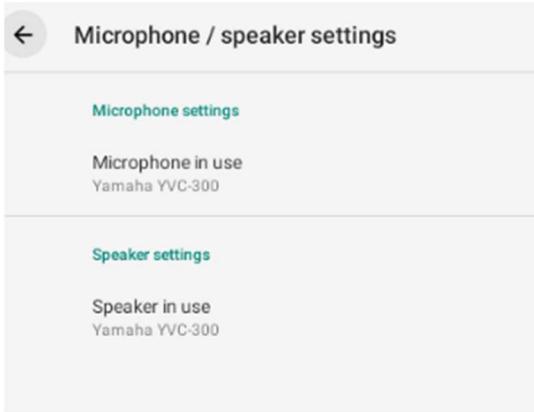 Microphone / speaker settings
Microphone settings
Microphone in use
Yamaha YVC-300
Speaker settings
Speaker in use
Yamaha YVC-300